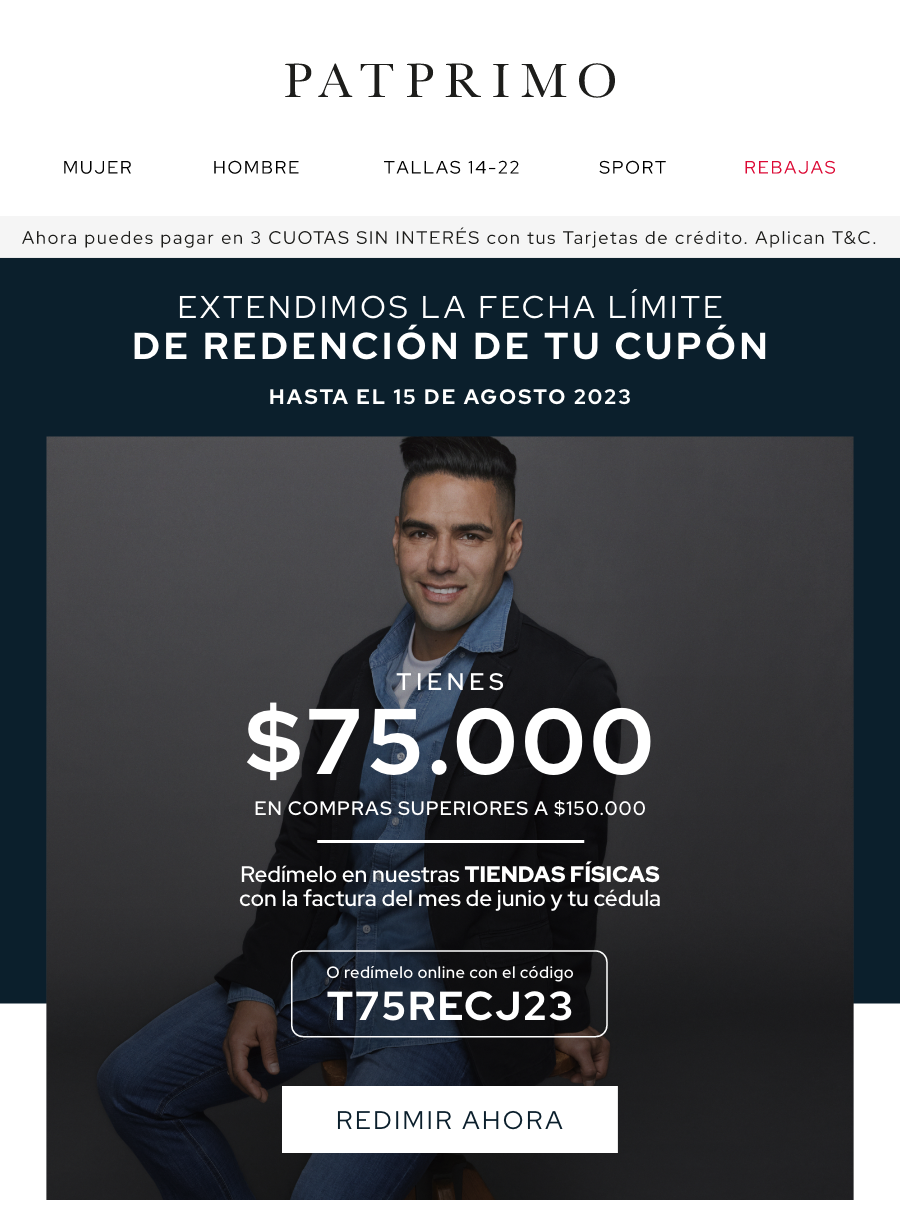 PATPRIMO
MUJER HOMBRE TALLAS 14-22 SPORT REBAJAS
Ahora puedes pagar en 3 CUOTAS SIN INTERÉS con tus Tarjetas de crédito. Aplican T&C.
EXTENDIMOS LA FECHA LÍMITE
DE REDENCIÓN DE TU CUPÓN
HASTA EL 15 DE AGOSTO 2023
TIENES
$75.000
EN COMPRAS SUPERIORES A $150.000
Redímelo en nuestras TIENDAS FÍSICAS
con la factura del mes de junio y tu cédula
O redímelo online con el código
T75RECJ23
REDIMIR AHORA